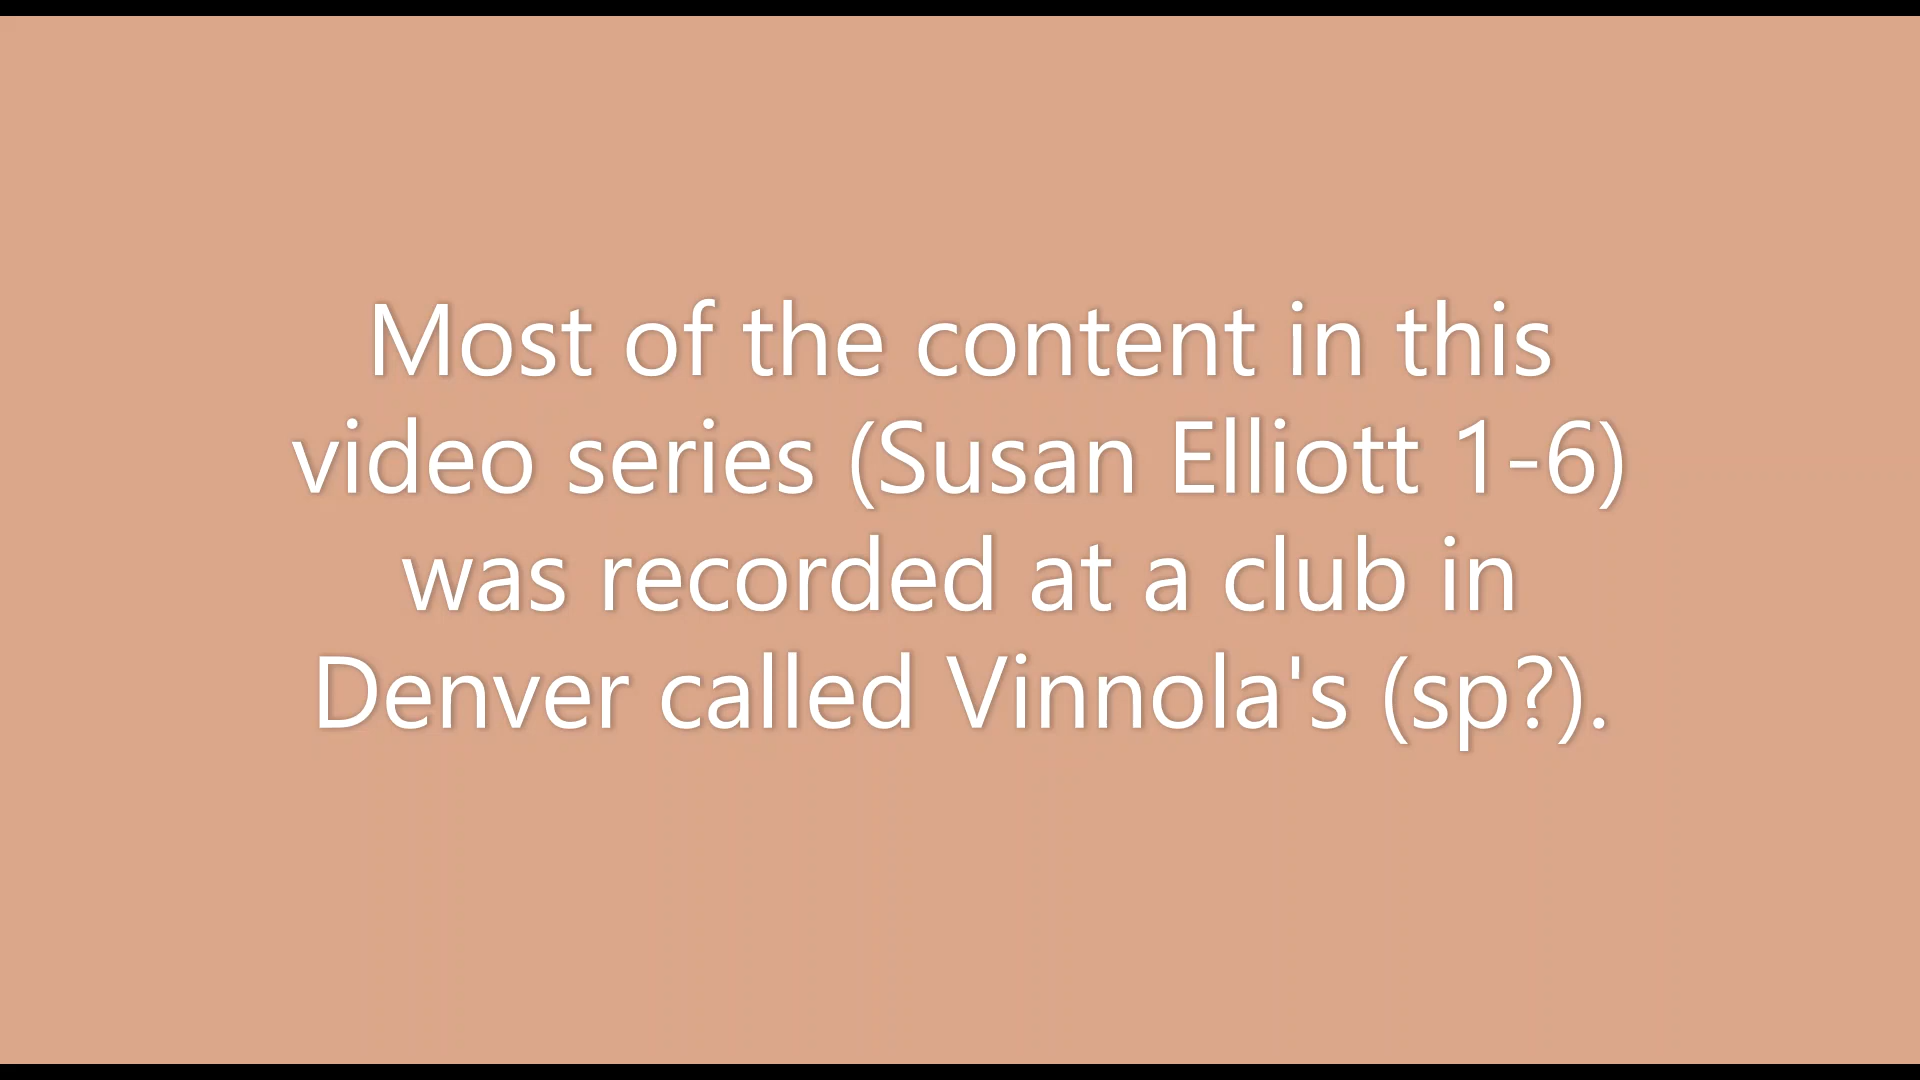 Most of the content in this
video series (Susan Elliott 1-6)
was recorded at a club in
Denver called Vinnola's (sp?).